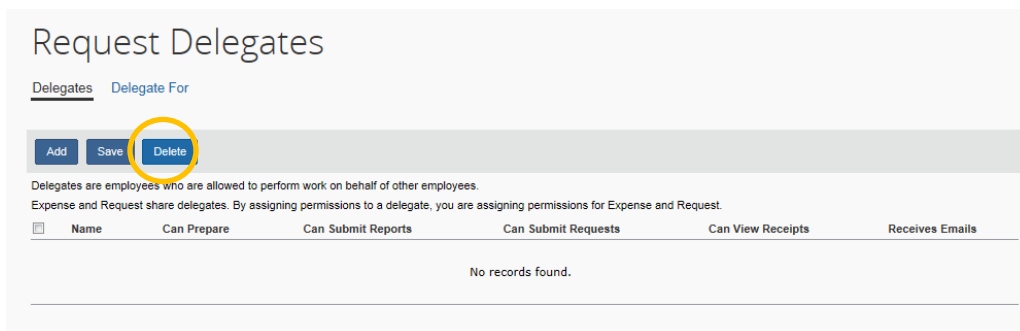 Request Delegates
Delegates Delegate For
Add Save Delete
Delegates are employees who are allowed to perform work on behalf of other employees.
Expense and Request share delegates. By assigning permissions to a delegate, you are assigning permissions for Expense and Request.
Name Can Prepare Can Submit Reports Can Submit Requests Can View Receipts Receives Emails
No records found.